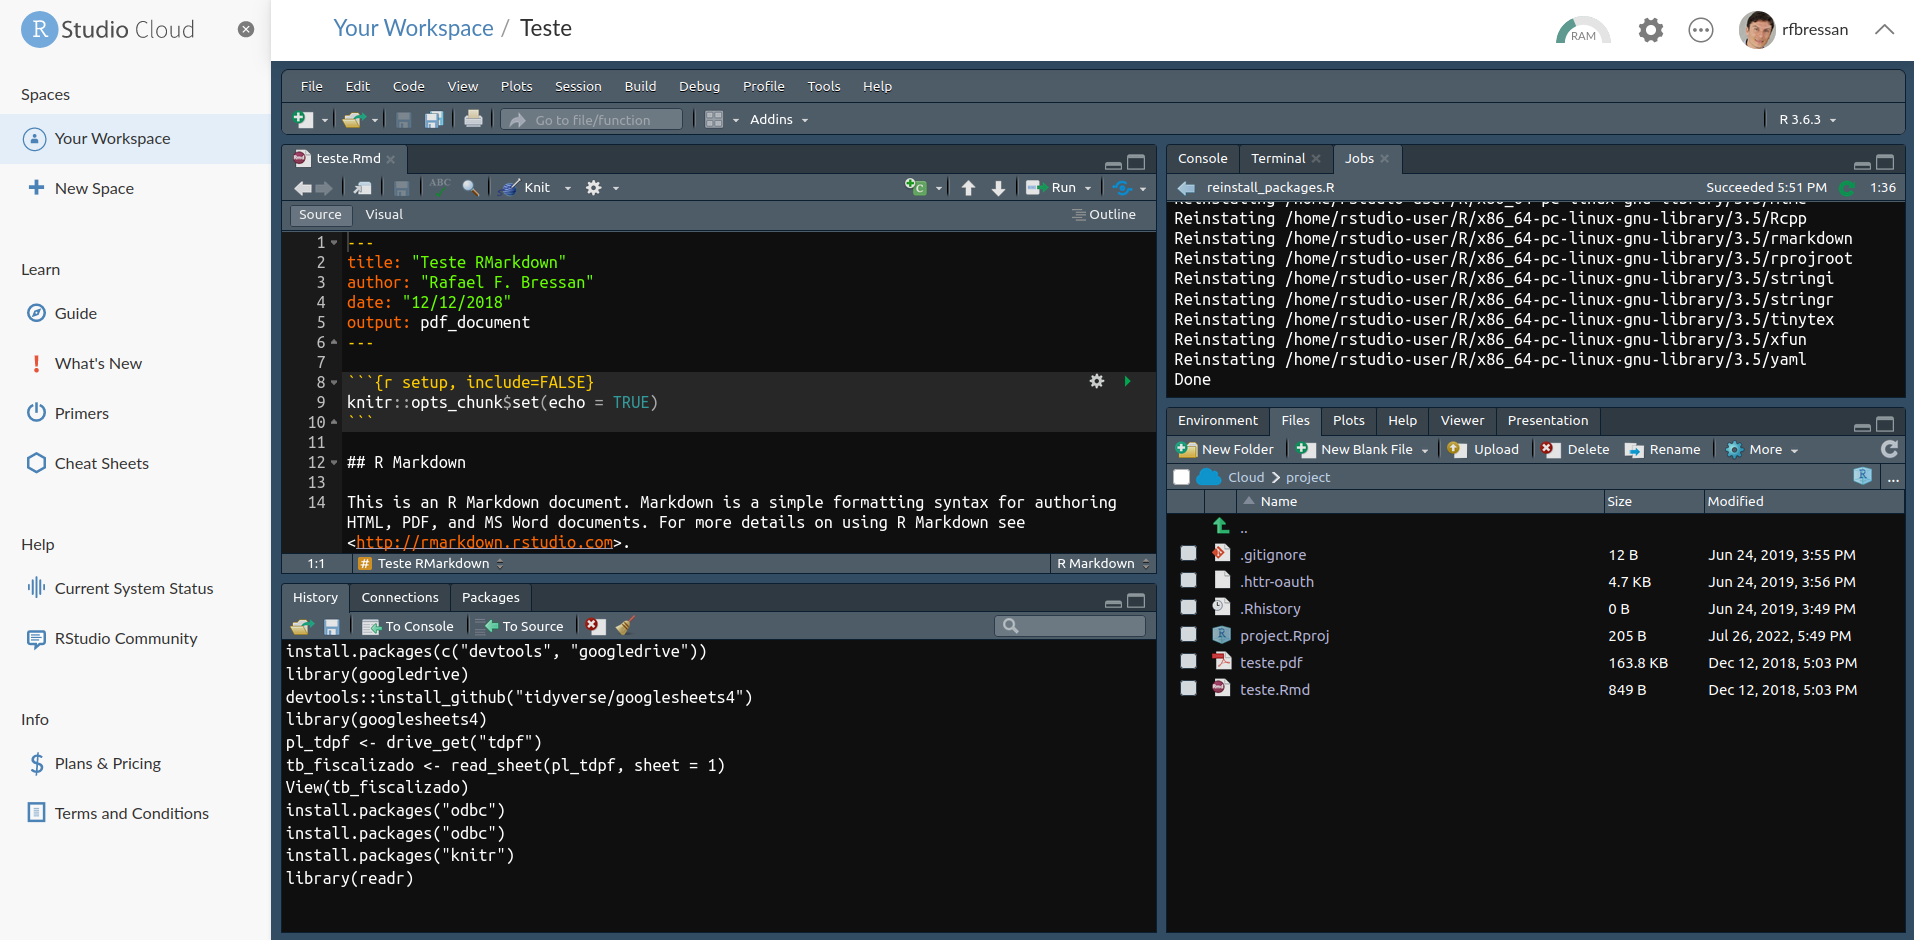 R Studio Cloud
Your Workspace / Teste
RAM
rfbressan
Spaces
Your Workspace
New Space
Learn
Guide
What's New
Primers
Cheat Sheets
Help
Current System Status
RStudio Community
Info
Plans & Pricing
Terms and Conditions
File Edit Code View Plots Session Build Debug Profile Tools Help
Go to file/function
Addins
R 3.6.3
teste.Rmd
ABC
Knit
Run
Source Visual
Outline
1 ---
2 title: "Teste RMarkdown"
3 author: "Rafael F. Bressan"
4 date: "12/12/2018"
5 output: pdf_document
6 ---
7
8 ```{r setup, include=FALSE}
9 knitr::opts_chunk$set(echo = TRUE)
10 ```
11
12 ## R Markdown
13
14 This is an R Markdown document. Markdown is a simple formatting syntax for authoring
HTML, PDF, and MS Word documents. For more details on using R Markdown see
<http://rmarkdown.rstudio.com>.
1:1 # Teste RMarkdown R Markdown
History Connections Packages
To Console To Source
install.packages(c("devtools", "googledrive"))
library(googledrive)
devtools::install_github("tidyverse/googlesheets4")
library(googlesheets4)
pl_tdpf <- drive_get("tdpf")
tb_fiscalizado <- read_sheet(pl_tdpf, sheet = 1)
View(tb_fiscalizado)
install.packages("odbc")
install.packages("odbc")
install.packages("knitr")
library(readr)
Console Terminal Jobs
reinstall_packages.R Succeeded 5:51 PM 1:36
Reinstating /home/rstudio-user/R/x86_64-pc-linux-gnu-library/3.5/Rcpp
Reinstating /home/rstudio-user/R/x86_64-pc-linux-gnu-library/3.5/rmarkdown
Reinstating /home/rstudio-user/R/x86_64-pc-linux-gnu-library/3.5/rprojroot
Reinstating /home/rstudio-user/R/x86_64-pc-linux-gnu-library/3.5/stringi
Reinstating /home/rstudio-user/R/x86_64-pc-linux-gnu-library/3.5/stringr
Reinstating /home/rstudio-user/R/x86_64-pc-linux-gnu-library/3.5/tinytex
Reinstating /home/rstudio-user/R/x86_64-pc-linux-gnu-library/3.5/xfun
Reinstating /home/rstudio-user/R/x86_64-pc-linux-gnu-library/3.5/yaml
Done
Environment Files Plots Help Viewer Presentation
New Folder New Blank File Upload Delete Rename More
Cloud project ...
Name Size Modified
..
.gitignore 12 B Jun 24, 2019, 3:55 PM
.httr-oauth 4.7 KB Jun 24, 2019, 3:56 PM
.Rhistory 0 B Jun 24, 2019, 3:49 PM
project.Rproj 205 B Jul 26, 2022, 5:49 PM
teste.pdf 163.8 KB Dec 12, 2018, 5:03 PM
teste.Rmd 849 B Dec 12, 2018, 5:03 PM